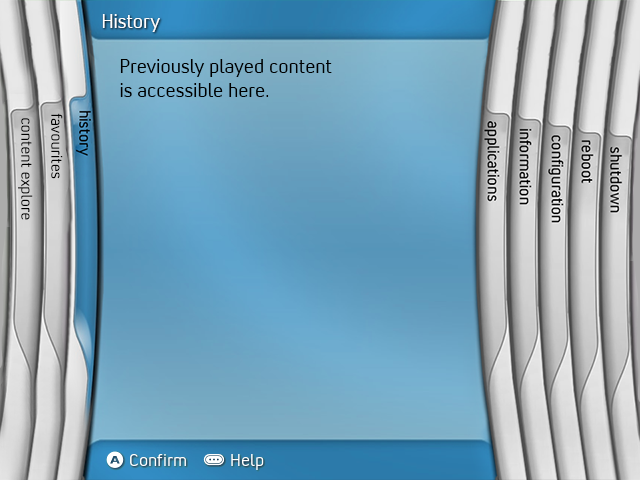 History
Previously played content
is accessible here.
content explore
favourites
history
applications
information
configuration
reboot
shutdown
A Confirm Help